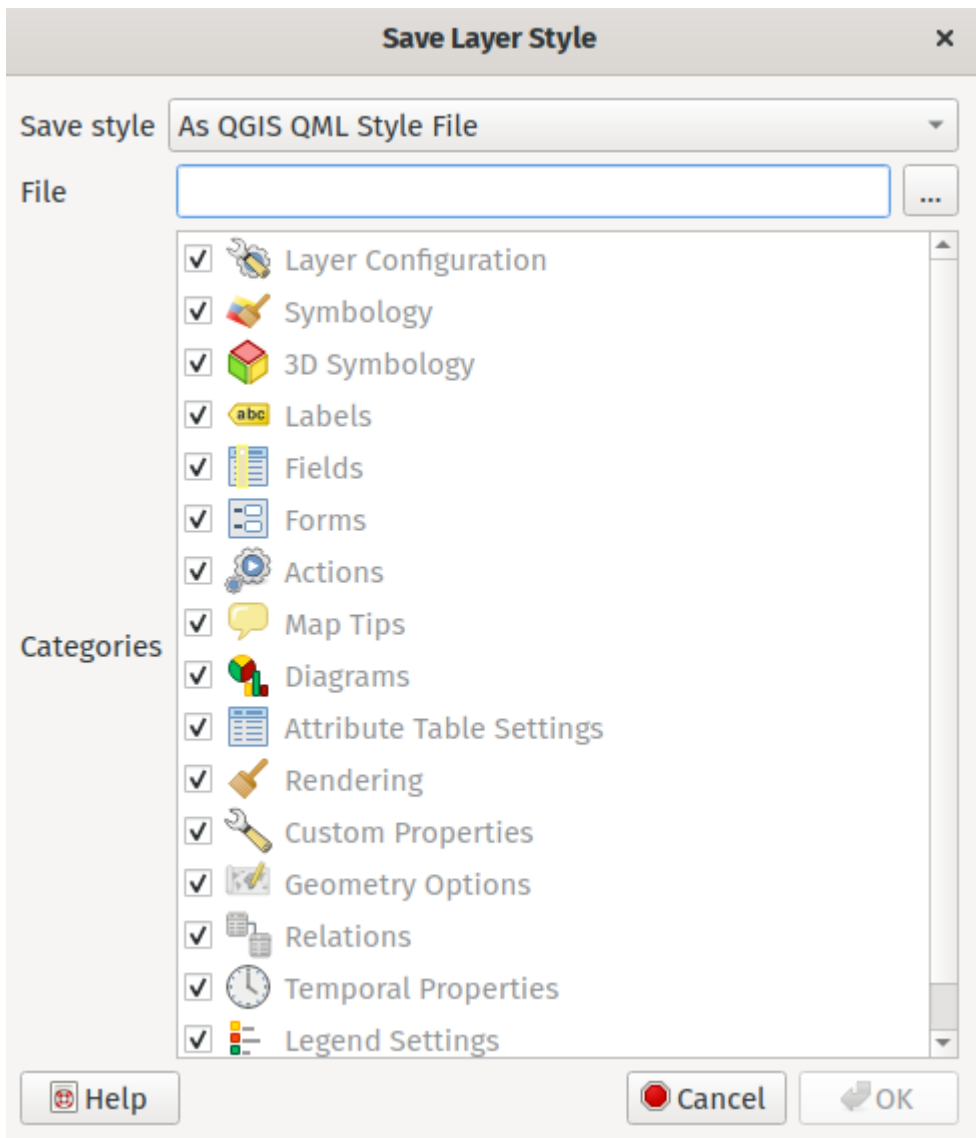 Save Layer Style
Save style As QGIS QML Style File
File ...
Layer Configuration
Symbology
3D Symbology
abc Labels
Fields
Forms
Actions
Map Tips
Categories
Diagrams
Attribute Table Settings
Rendering
Custom Properties
Geometry Options
Relations
Temporal Properties
Legend Settings
Help Cancel OK